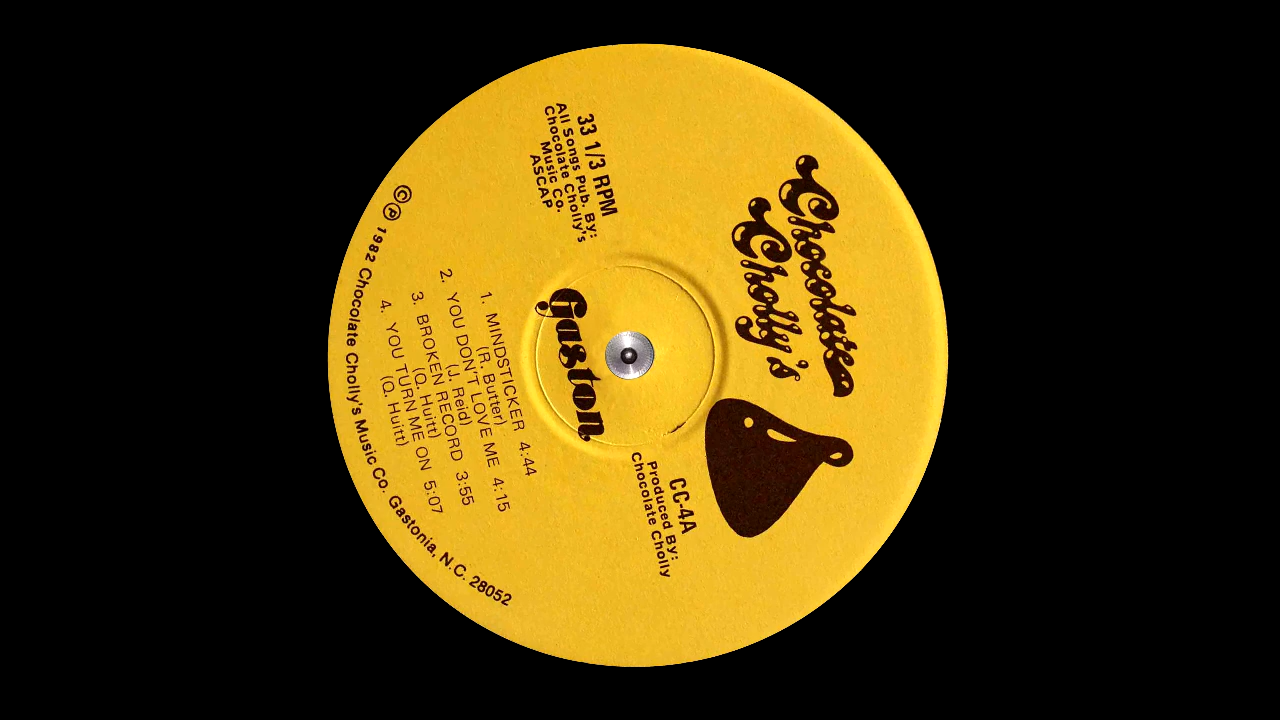 Chocolate
Cholly's
33 1/3 RPM
All Songs Pub. By:
Chocolate Cholly's
Music Co.
ASCAP
CC-4A
Produced By:
Chocolate Cholly
Gaston
1. MINDSTICKER 4:44
(R. Butter)
2. YOU DON'T LOVE ME 4:15
(J. Reid)
3. BROKEN RECORD 3:55
(Q. Huitt)
4. YOU TURN ME ON 5:07
(Q. Huitt)
© ℗ 1982 Chocolate Cholly's Music Co. Gastonia, N.C. 28052